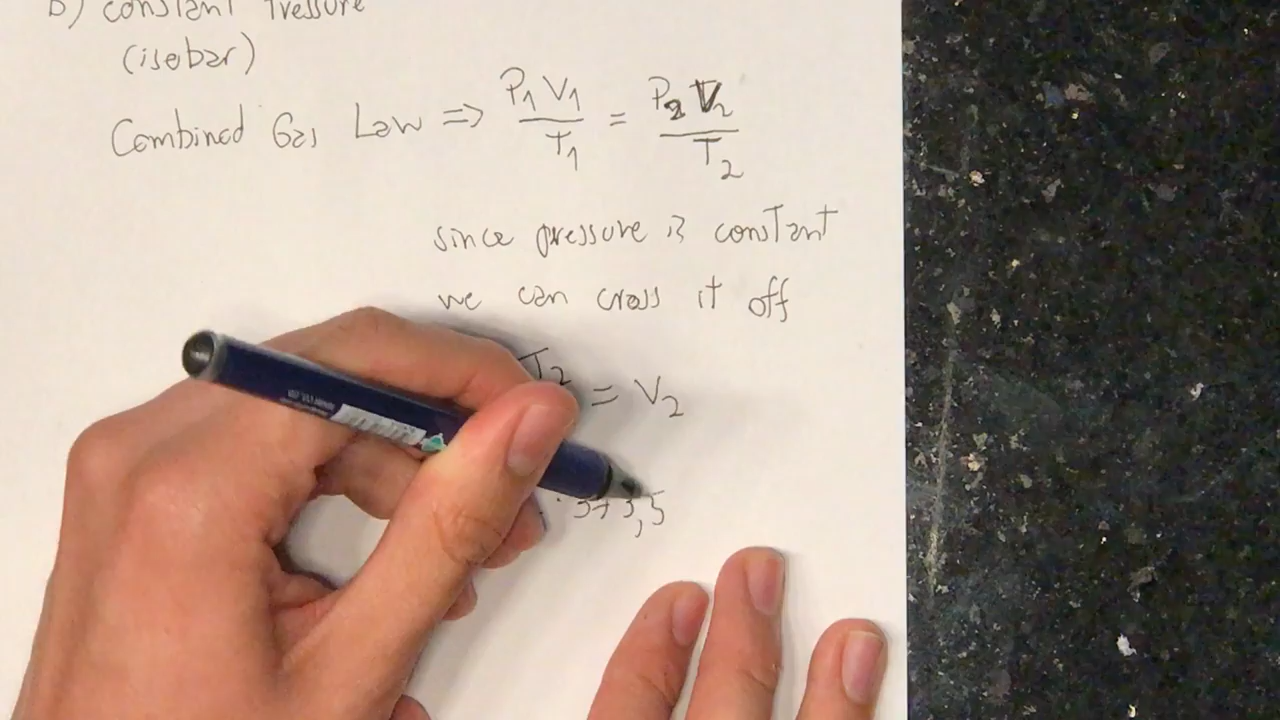 b) constant Pressure
(isobar)
Combined Gas Law => P1 V1 / T1 = P2 V2 / T2
since pressure is constant
we can cross it off
T2 = V2